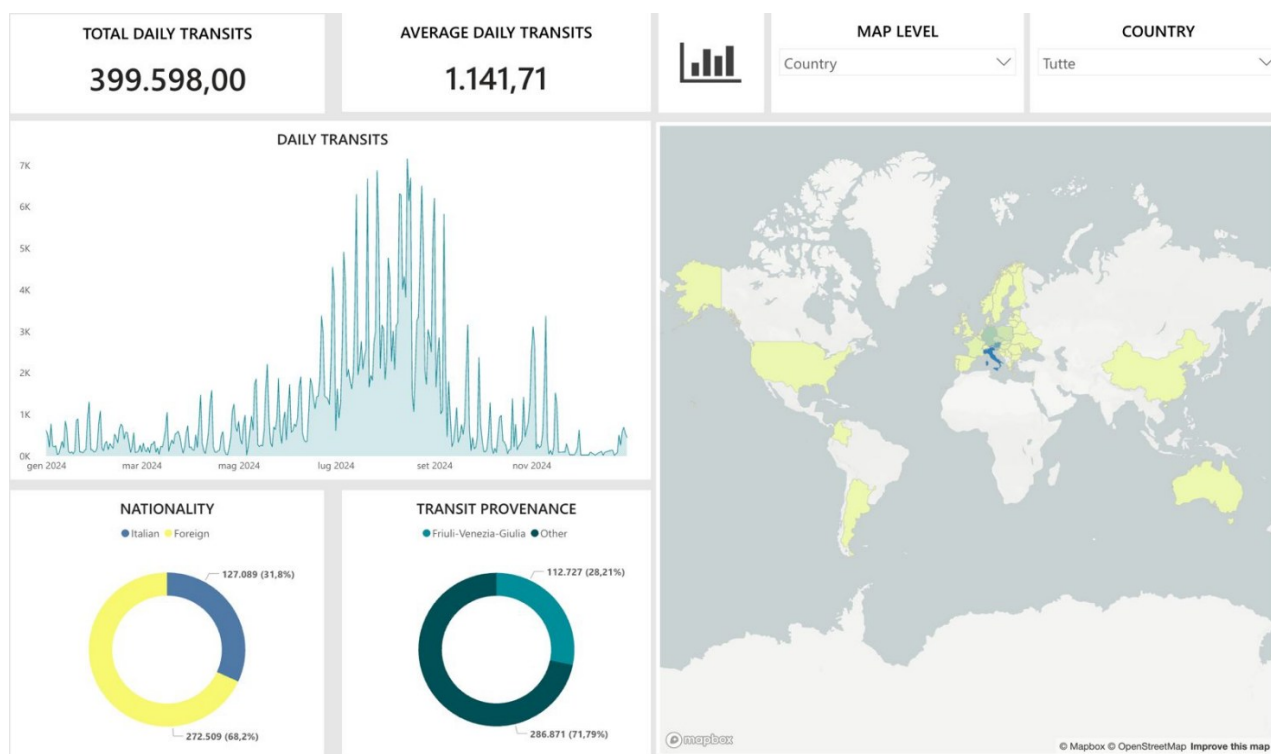 TOTAL DAILY TRANSITS
399.598,00
AVERAGE DAILY TRANSITS
1.141,71
MAP LEVEL
Country
COUNTRY
Tutte
DAILY TRANSITS
7K
6K
5K
4K
3K
2K
1K
0K
gen 2024
mar 2024
mag 2024
lug 2024
set 2024
nov 2024
NATIONALITY
Italian Foreign
127.089 (31,8%)
272.509 (68,2%)
TRANSIT PROVENANCE
Friuli-Venezia-Giulia Other
112.727 (28,21%)
286.871 (71,79%)
mapbox
© Mapbox © OpenStreetMap Improve this map